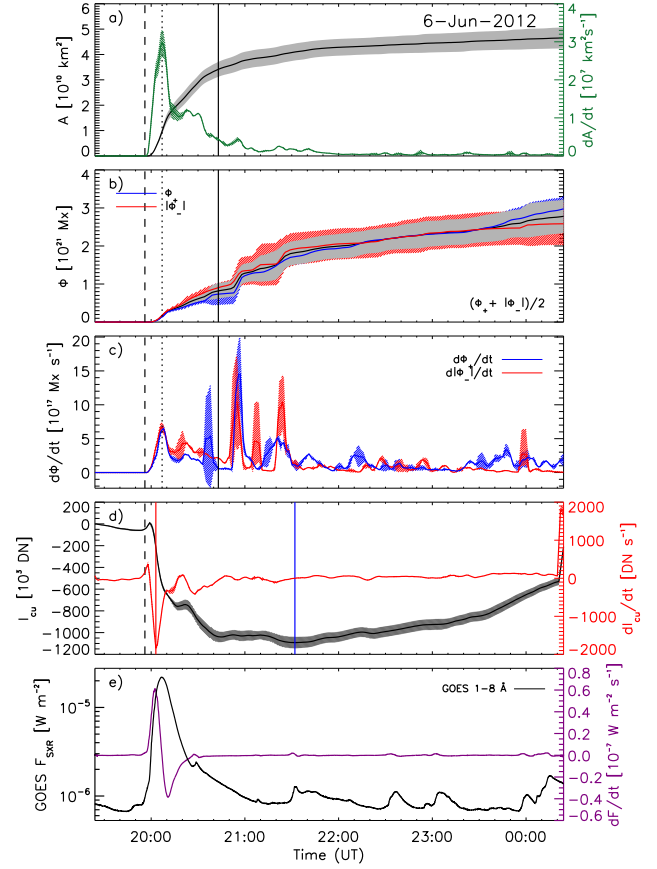 a)
6-Jun-2012
6
5
4
3
2
1
0
A [10¹⁰ km²]
3
2
1
0
dA/dt [10⁷ km²s⁻¹]
b)
Φ₊
|Φ₋|
4
3
2
1
0
Φ [10²¹ Mx]
(Φ₊ + |Φ₋|)/2
c)
dΦ₊/dt
d|Φ₋|/dt
20
15
10
5
0
dΦ/dt [10¹⁷ Mx s⁻¹]
d)
200
0
-200
-400
-600
-800
-1000
-1200
I_cu [10³ DN]
2000
1000
0
-1000
-2000
dI_cu/dt [DN s⁻¹]
e)
GOES 1-8 Å
10⁻⁵
10⁻⁶
GOES F_SXR [W m⁻²]
0.8
0.6
0.4
0.2
0.0
-0.2
-0.4
-0.6
dF/dt [10⁻⁷ W m⁻² s⁻¹]
20:00 21:00 22:00 23:00 00:00
Time (UT)